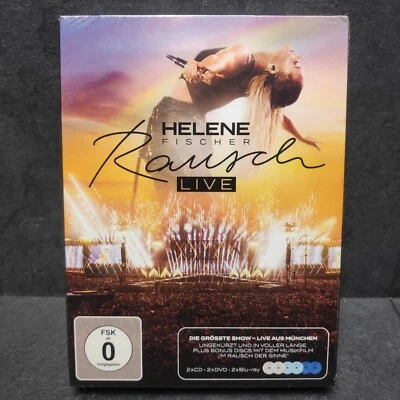 HELENE
FISCHER
Rausch
LIVE
DIE GRÖSSTE SHOW – LIVE AUS MÜNCHEN
UNGEKÜRZT UND IN VOLLER LÄNGE
PLUS BONUS DISCS MIT DEM MUSIKFILM
„IM RAUSCH DER SINNE“
2xCD · 2xDVD · 2xBlu-ray
FSK
ab
0
freigegeben